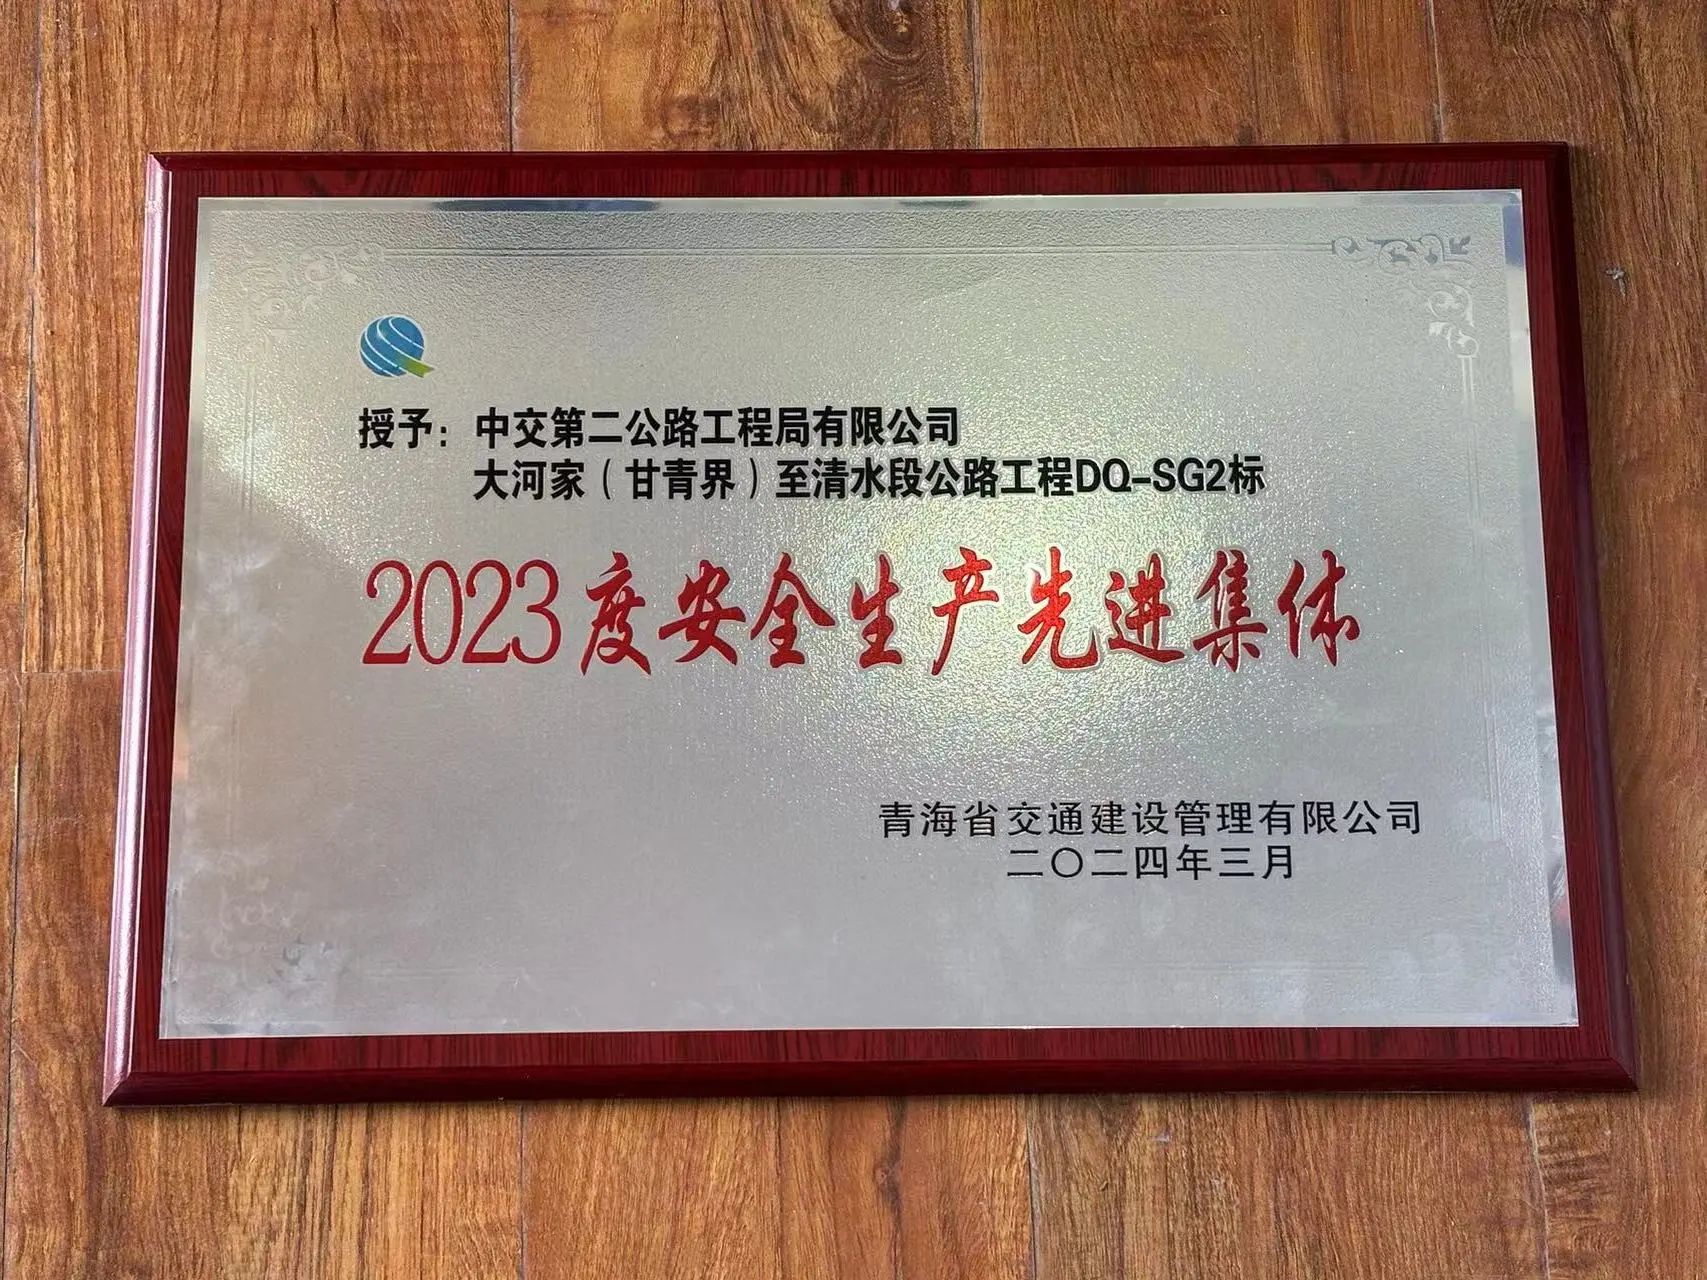 授予：中交第二公路工程局有限公司
大河家（甘青界）至清水段公路工程DQ-SG2标
2023度安全生产先进集体
青海省交通建设管理有限公司
二〇二四年三月